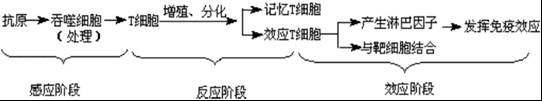 抗原 → 吞噬细胞 → T细胞 增殖、分化 记忆T细胞
(处理) 效应T细胞 产生淋巴因子 → 发挥免疫效应
与靶细胞结合
感应阶段 反应阶段 效应阶段